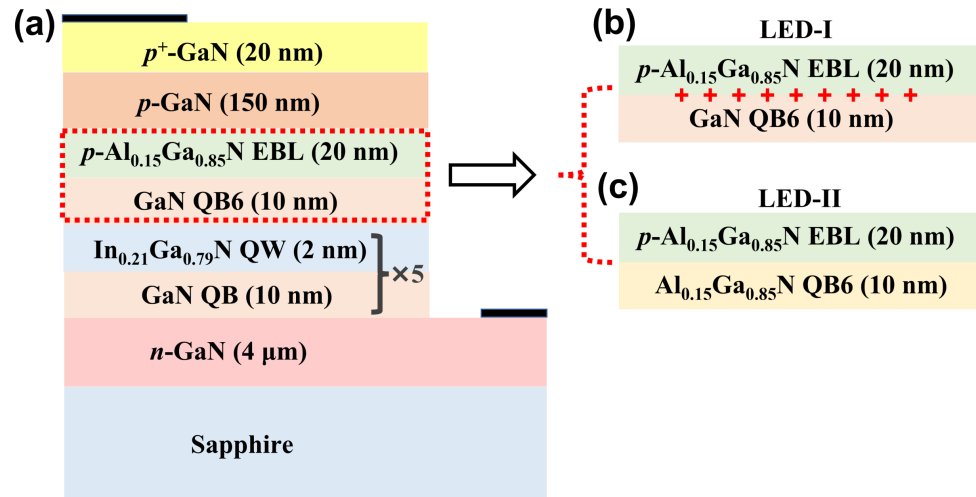 (a)
p⁺-GaN (20 nm)
p-GaN (150 nm)
p-Al₀.₁₅Ga₀.₈₅N EBL (20 nm)
GaN QB6 (10 nm)
In₀.₂₁Ga₀.₇₉N QW (2 nm)
×5
GaN QB (10 nm)
n-GaN (4 μm)
Sapphire
(b)
LED-I
p-Al₀.₁₅Ga₀.₈₅N EBL (20 nm)
+ + + + + + + + +
GaN QB6 (10 nm)
(c)
LED-II
p-Al₀.₁₅Ga₀.₈₅N EBL (20 nm)
Al₀.₁₅Ga₀.₈₅N QB6 (10 nm)